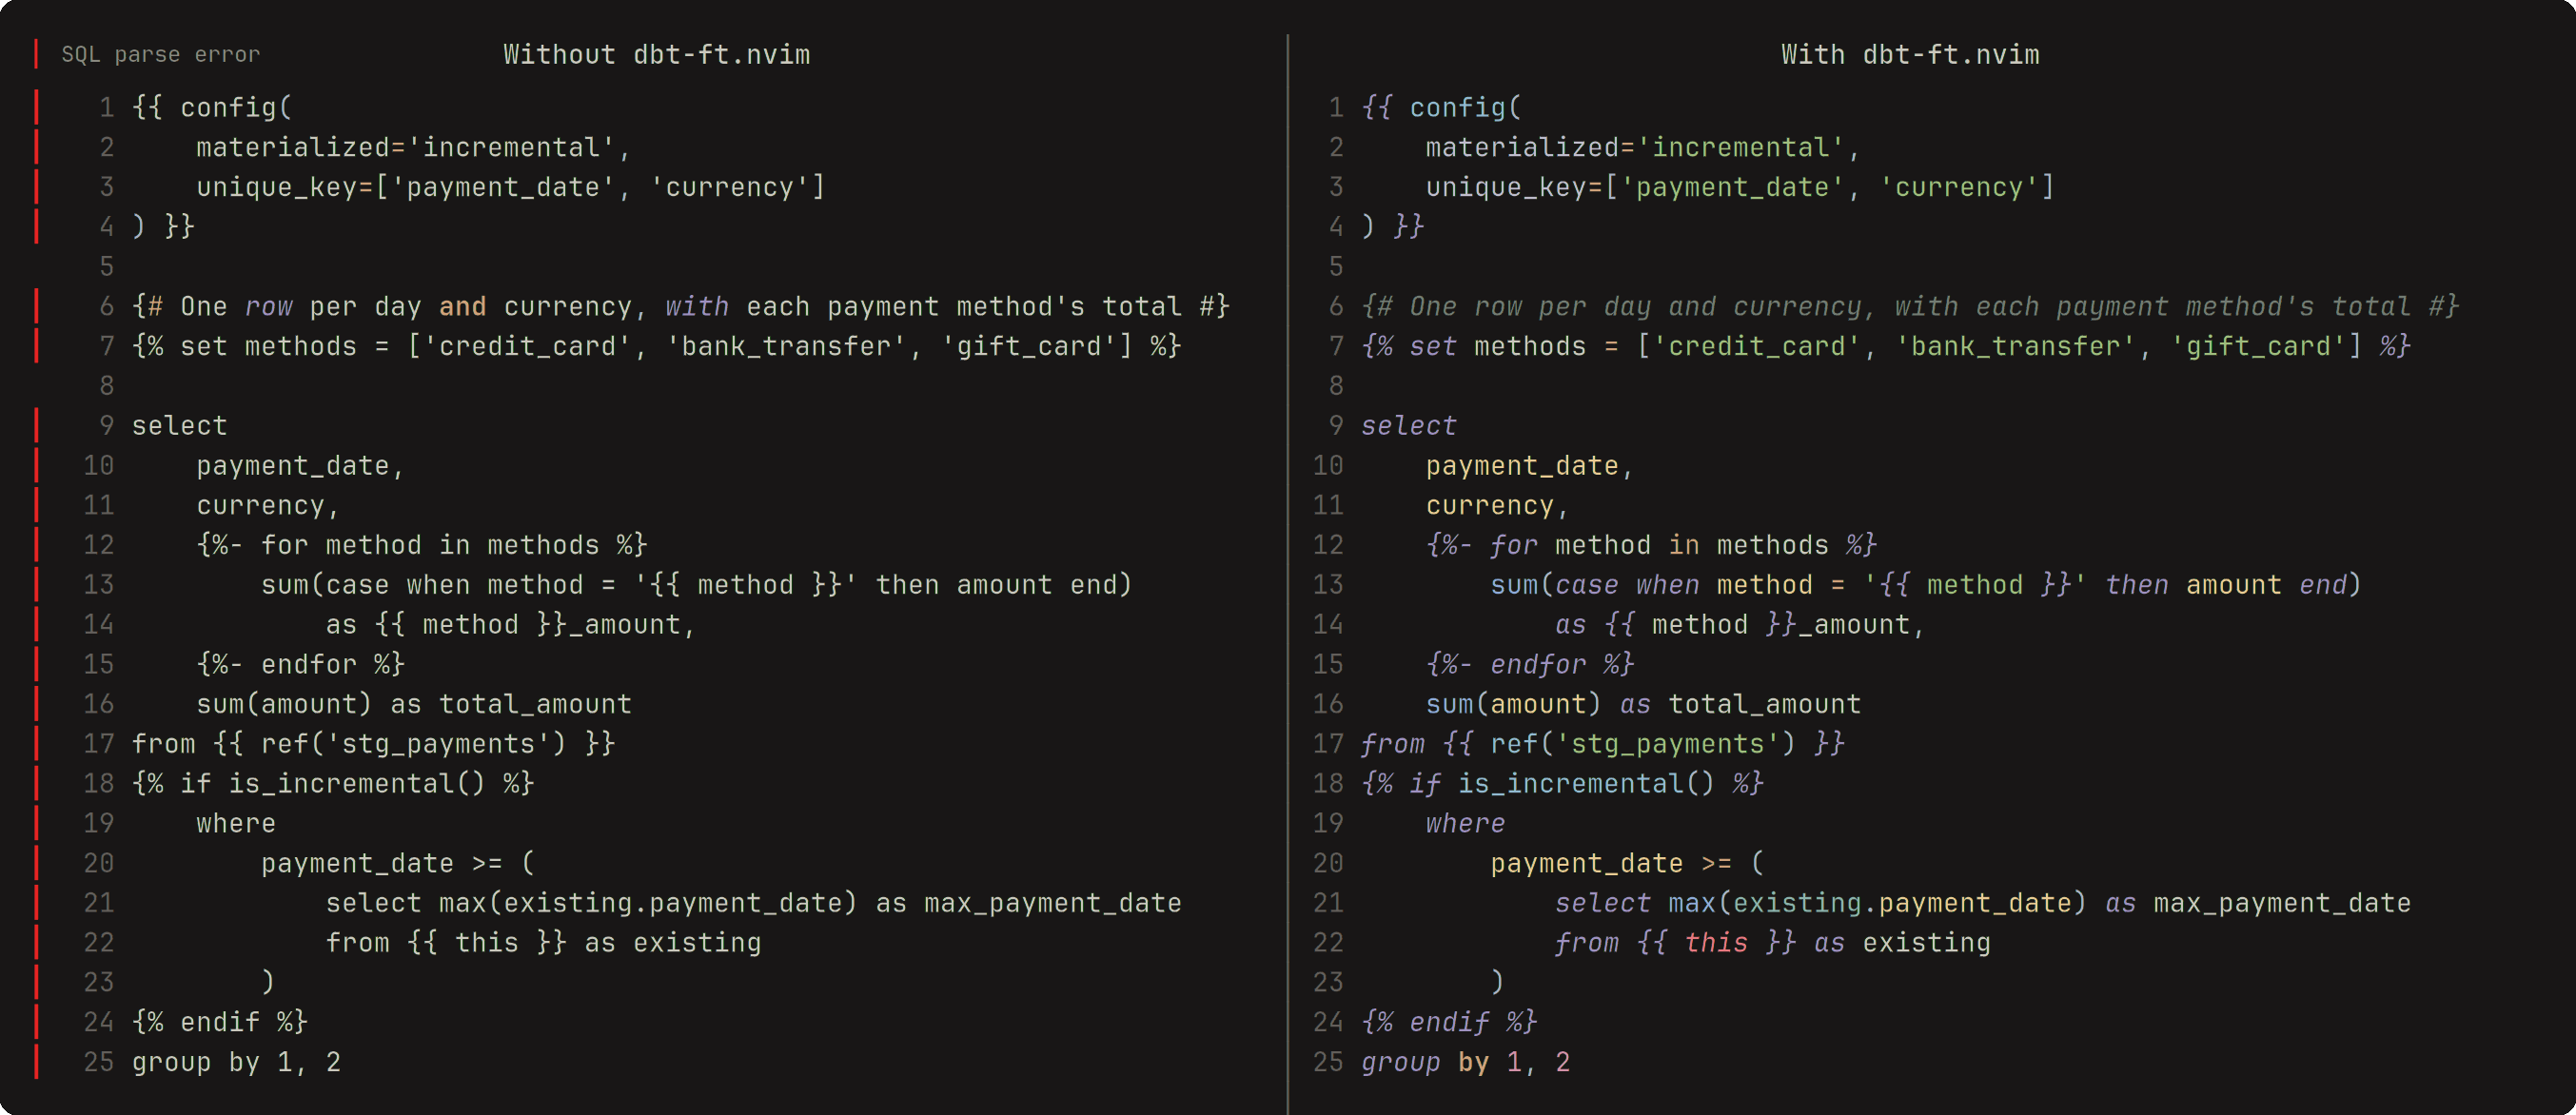 SQL parse error
Without dbt-ft.nvim
1 {{ config(
2     materialized='incremental',
3     unique_key=['payment_date', 'currency']
4 ) }}
5
6 {# One row per day and currency, with each payment method's total #}
7 {% set methods = ['credit_card', 'bank_transfer', 'gift_card'] %}
8
9 select
10     payment_date,
11     currency,
12     {%- for method in methods %}
13         sum(case when method = '{{ method }}' then amount end)
14             as {{ method }}_amount,
15     {%- endfor %}
16     sum(amount) as total_amount
17 from {{ ref('stg_payments') }}
18 {% if is_incremental() %}
19     where
20         payment_date >= (
21             select max(existing.payment_date) as max_payment_date
22             from {{ this }} as existing
23         )
24 {% endif %}
25 group by 1, 2
With dbt-ft.nvim
1 {{ config(
2     materialized='incremental',
3     unique_key=['payment_date', 'currency']
4 ) }}
5
6 {# One row per day and currency, with each payment method's total #}
7 {% set methods = ['credit_card', 'bank_transfer', 'gift_card'] %}
8
9 select
10     payment_date,
11     currency,
12     {%- for method in methods %}
13         sum(case when method = '{{ method }}' then amount end)
14             as {{ method }}_amount,
15     {%- endfor %}
16     sum(amount) as total_amount
17 from {{ ref('stg_payments') }}
18 {% if is_incremental() %}
19     where
20         payment_date >= (
21             select max(existing.payment_date) as max_payment_date
22             from {{ this }} as existing
23         )
24 {% endif %}
25 group by 1, 2